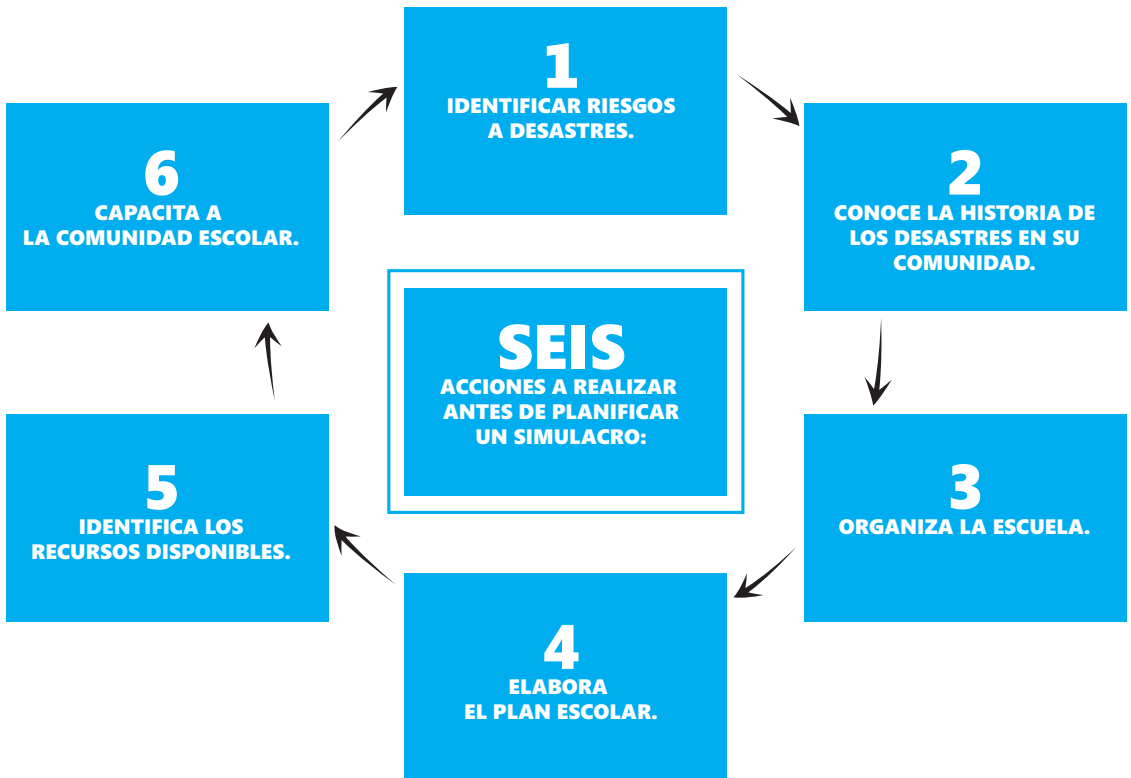 SEIS
ACCIONES A REALIZAR
ANTES DE PLANIFICAR
UN SIMULACRO:
1
IDENTIFICAR RIESGOS
A DESASTRES.
2
CONOCE LA HISTORIA DE
LOS DESASTRES EN SU
COMUNIDAD.
3
ORGANIZA LA ESCUELA.
4
ELABORA
EL PLAN ESCOLAR.
5
IDENTIFICA LOS
RECURSOS DISPONIBLES.
6
CAPACITA A
LA COMUNIDAD ESCOLAR.